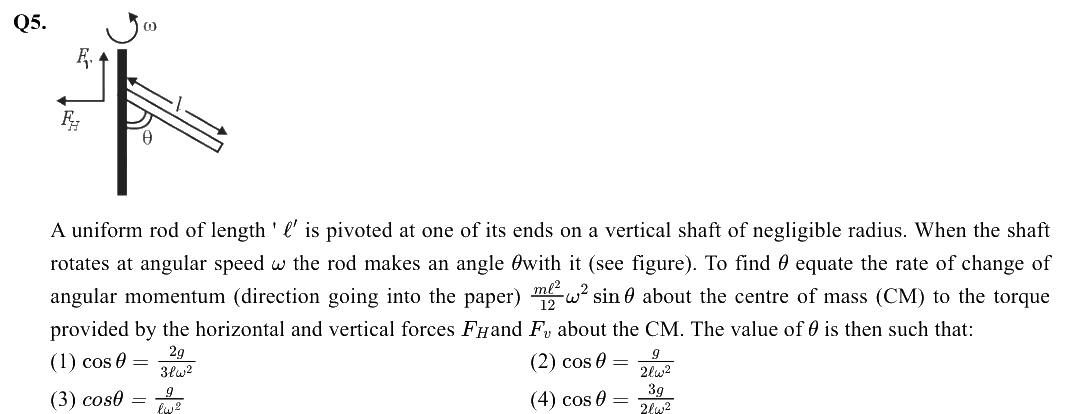 Q5.
ω
F_v
l
F_H
θ
A uniform rod of length ' ℓ' is pivoted at one of its ends on a vertical shaft of negligible radius. When the shaft
rotates at angular speed ω the rod makes an angle θwith it (see figure). To find θ equate the rate of change of
angular momentum (direction going into the paper) mℓ²/12 ω² sin θ about the centre of mass (CM) to the torque
provided by the horizontal and vertical forces F_Hand F_v about the CM. The value of θ is then such that:
(1) cos θ = 2g/3ℓω² (2) cos θ = g/2ℓω²
(3) cosθ = g/ℓω² (4) cos θ = 3g/2ℓω²